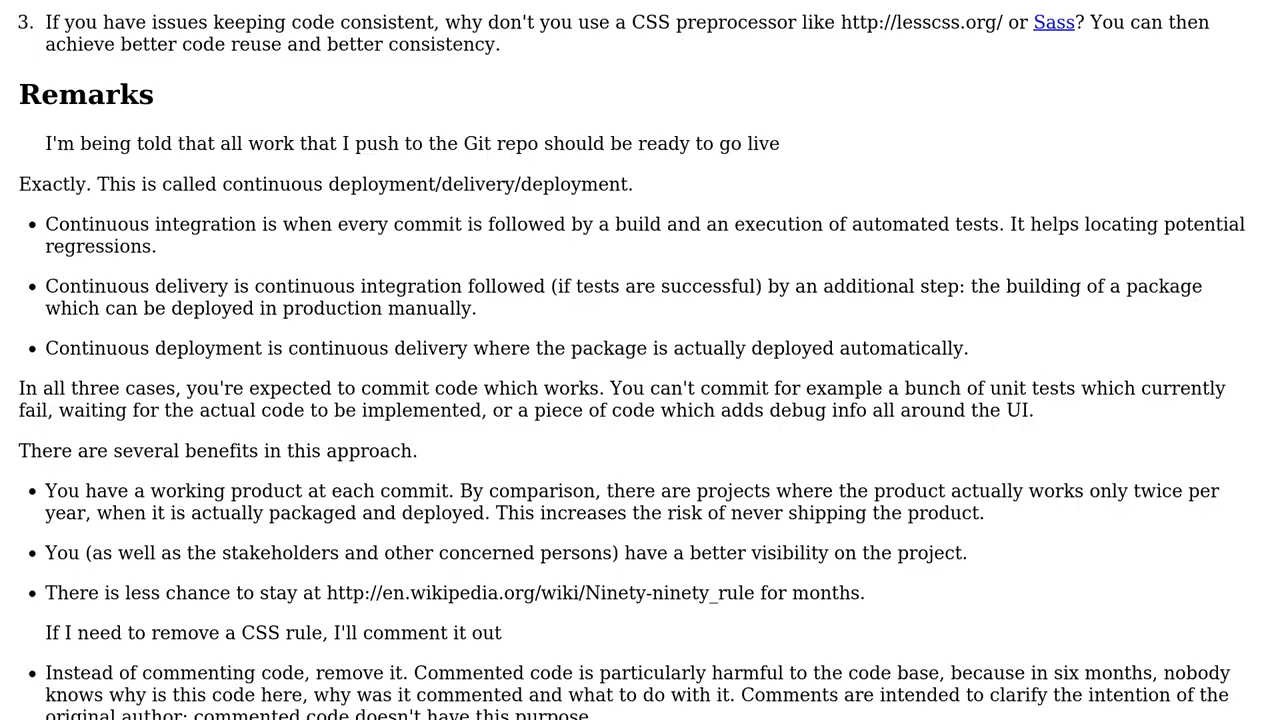 3. If you have issues keeping code consistent, why don't you use a CSS preprocessor like http://lesscss.org/ or Sass? You can then
achieve better code reuse and better consistency.
Remarks
I'm being told that all work that I push to the Git repo should be ready to go live
Exactly. This is called continuous deployment/delivery/deployment.
• Continuous integration is when every commit is followed by a build and an execution of automated tests. It helps locating potential
regressions.
• Continuous delivery is continuous integration followed (if tests are successful) by an additional step: the building of a package
which can be deployed in production manually.
• Continuous deployment is continuous delivery where the package is actually deployed automatically.
In all three cases, you're expected to commit code which works. You can't commit for example a bunch of unit tests which currently
fail, waiting for the actual code to be implemented, or a piece of code which adds debug info all around the UI.
There are several benefits in this approach.
• You have a working product at each commit. By comparison, there are projects where the product actually works only twice per
year, when it is actually packaged and deployed. This increases the risk of never shipping the product.
• You (as well as the stakeholders and other concerned persons) have a better visibility on the project.
• There is less chance to stay at http://en.wikipedia.org/wiki/Ninety-ninety_rule for months.
If I need to remove a CSS rule, I'll comment it out
• Instead of commenting code, remove it. Commented code is particularly harmful to the code base, because in six months, nobody
knows why is this code here, why was it commented and what to do with it. Comments are intended to clarify the intention of the
original author; commented code doesn't have this purpose.